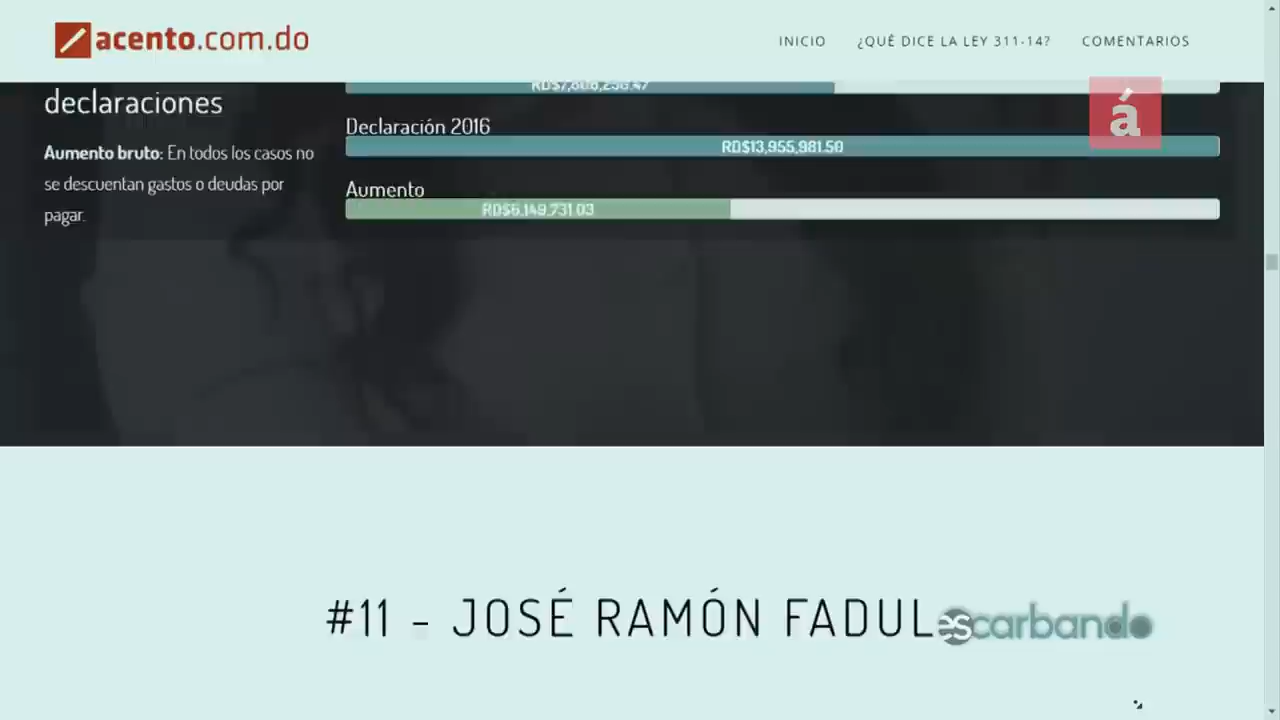 acento.com.do
INICIO
¿QUÉ DICE LA LEY 311-14?
COMENTARIOS
declaraciones
Aumento bruto: En todos los casos no
se descuentan gastos o deudas por
pagar.
Declaración 2016
RD$13,955,981.50
Aumento
RD$6,149,731.03
á
#11 - JOSÉ RAMÓN FADUL
escarbando